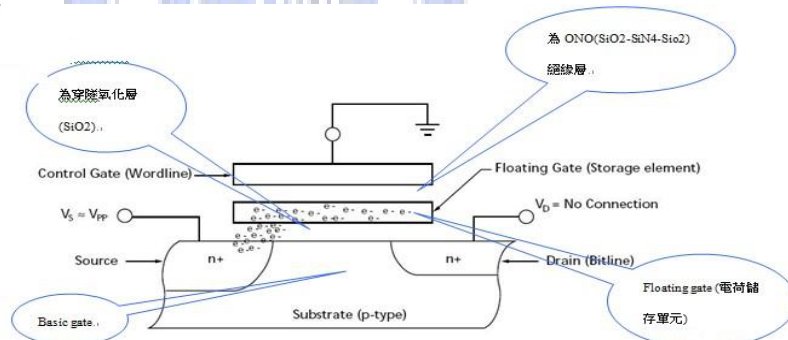 為 ONO(SiO2-SiN4-Sio2)
絕緣層.
為穿隧氧化層
(SiO2).
Control Gate (Wordline)
Floating Gate (Storage element)
VS = VPP
VD = No Connection
e- e- e- e- e- e- e- e- e- e-
Source
n+
n+
Drain (Bitline)
Basic gate.
Substrate (p-type)
Floating gate (電荷儲
存單元)